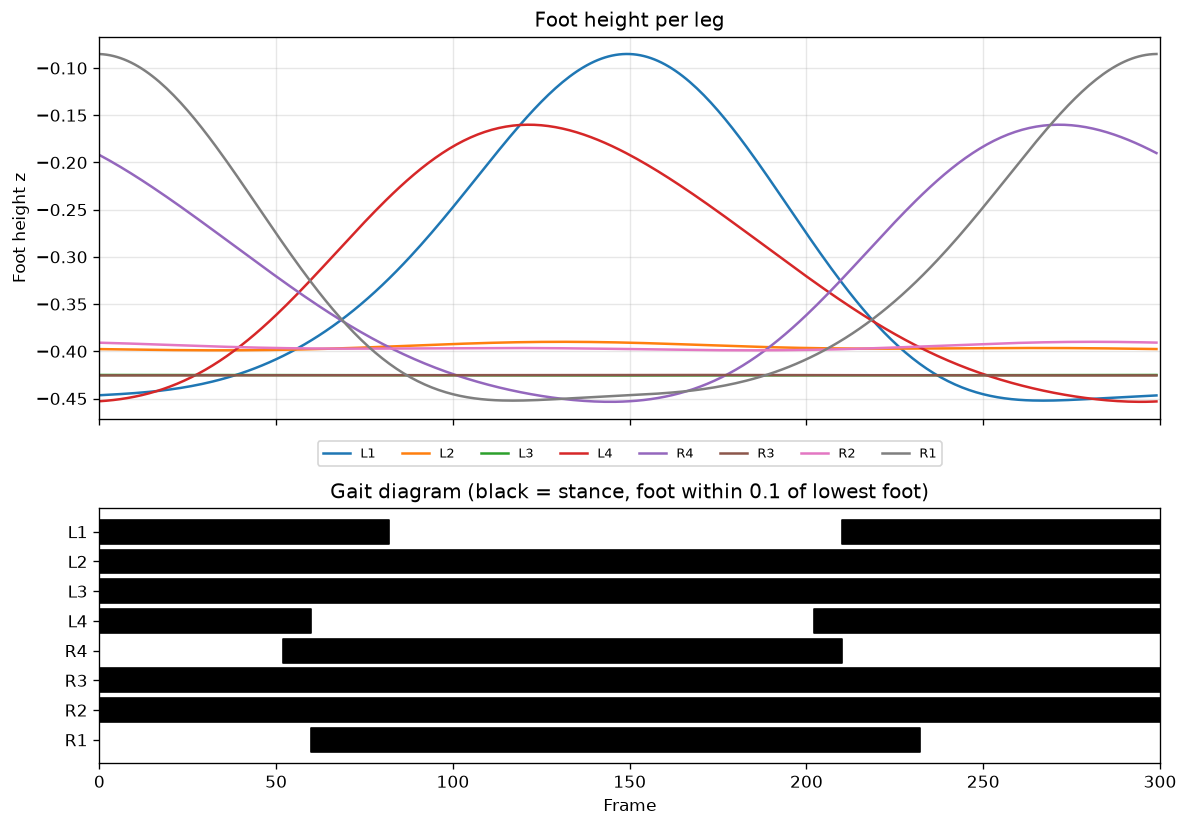 Foot height per leg
−0.10
−0.15
−0.20
−0.25
−0.30
−0.35
−0.40
−0.45
Foot height z
L1 L2 L3 L4 R4 R3 R2 R1
Gait diagram (black = stance, foot within 0.1 of lowest foot)
L1
L2
L3
L4
R4
R3
R2
R1
0 50 100 150 200 250 300
Frame